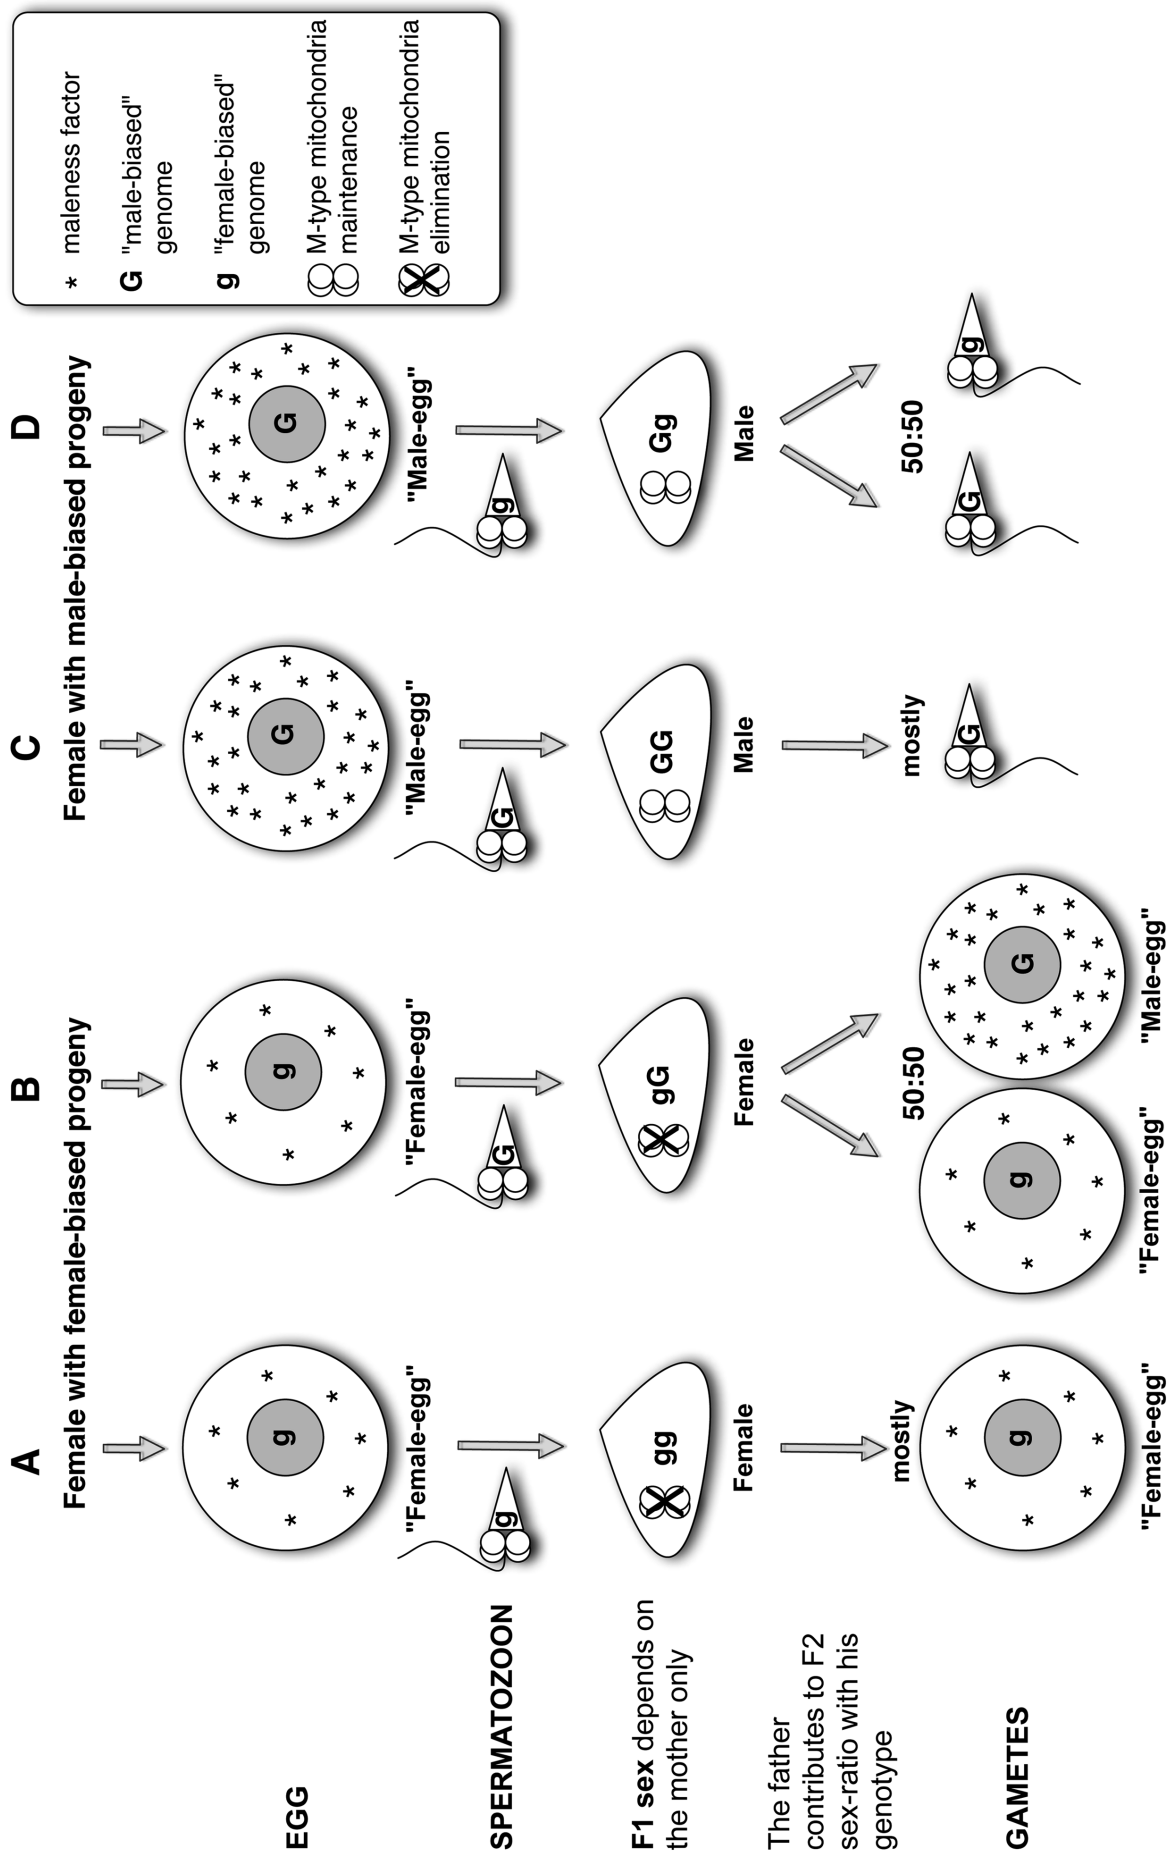 A
B
C
D
Female with female-biased progeny
Female with male-biased progeny
* maleness factor
G "male-biased"
genome
g "female-biased"
genome
M-type mitochondria
maintenance
X M-type mitochondria
elimination
EGG
g
g
G
G
"Female-egg"
"Female-egg"
"Male-egg"
"Male-egg"
SPERMATOZOON
g
G
G
g
F1 sex depends on
the mother only
X gg
X gG
GG
Gg
Female
Female
Male
Male
The father
contributes to F2
sex-ratio with his
genotype
mostly
50:50
mostly
50:50
GAMETES
g
g
G
G
G
g
"Female-egg"
"Female-egg"
"Male-egg"